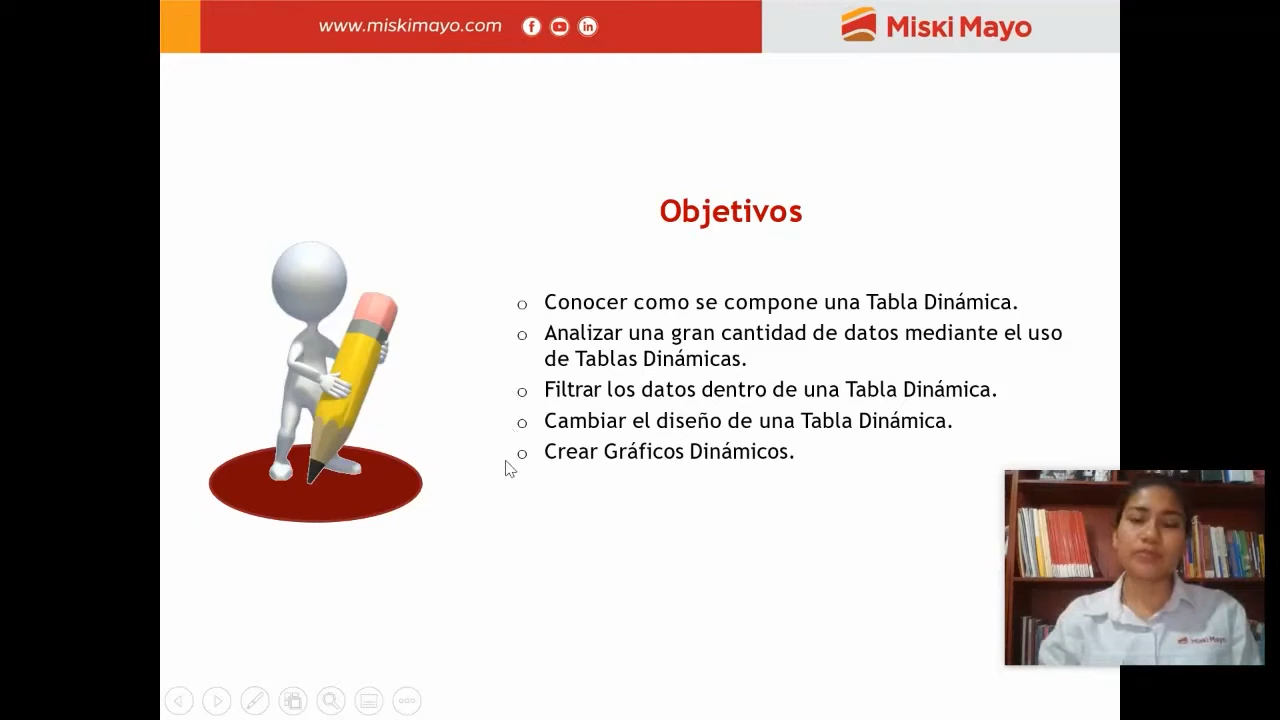 www.miskimayo.com
Miski Mayo
Objetivos
o Conocer como se compone una Tabla Dinámica.
o Analizar una gran cantidad de datos mediante el uso
de Tablas Dinámicas.
o Filtrar los datos dentro de una Tabla Dinámica.
o Cambiar el diseño de una Tabla Dinámica.
o Crear Gráficos Dinámicos.
Miski Mayo